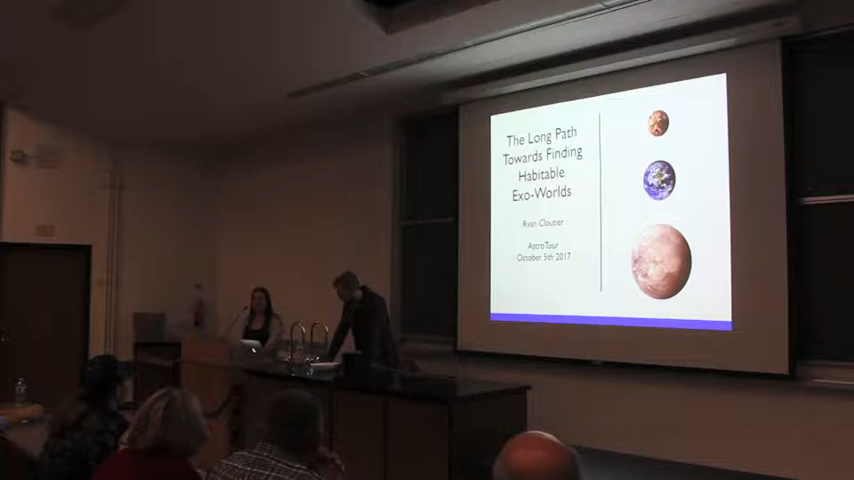 The Long Path
Towards Finding
Habitable
Exo-Worlds
Ryan Cloutier
AstroTour
October 5th 2017